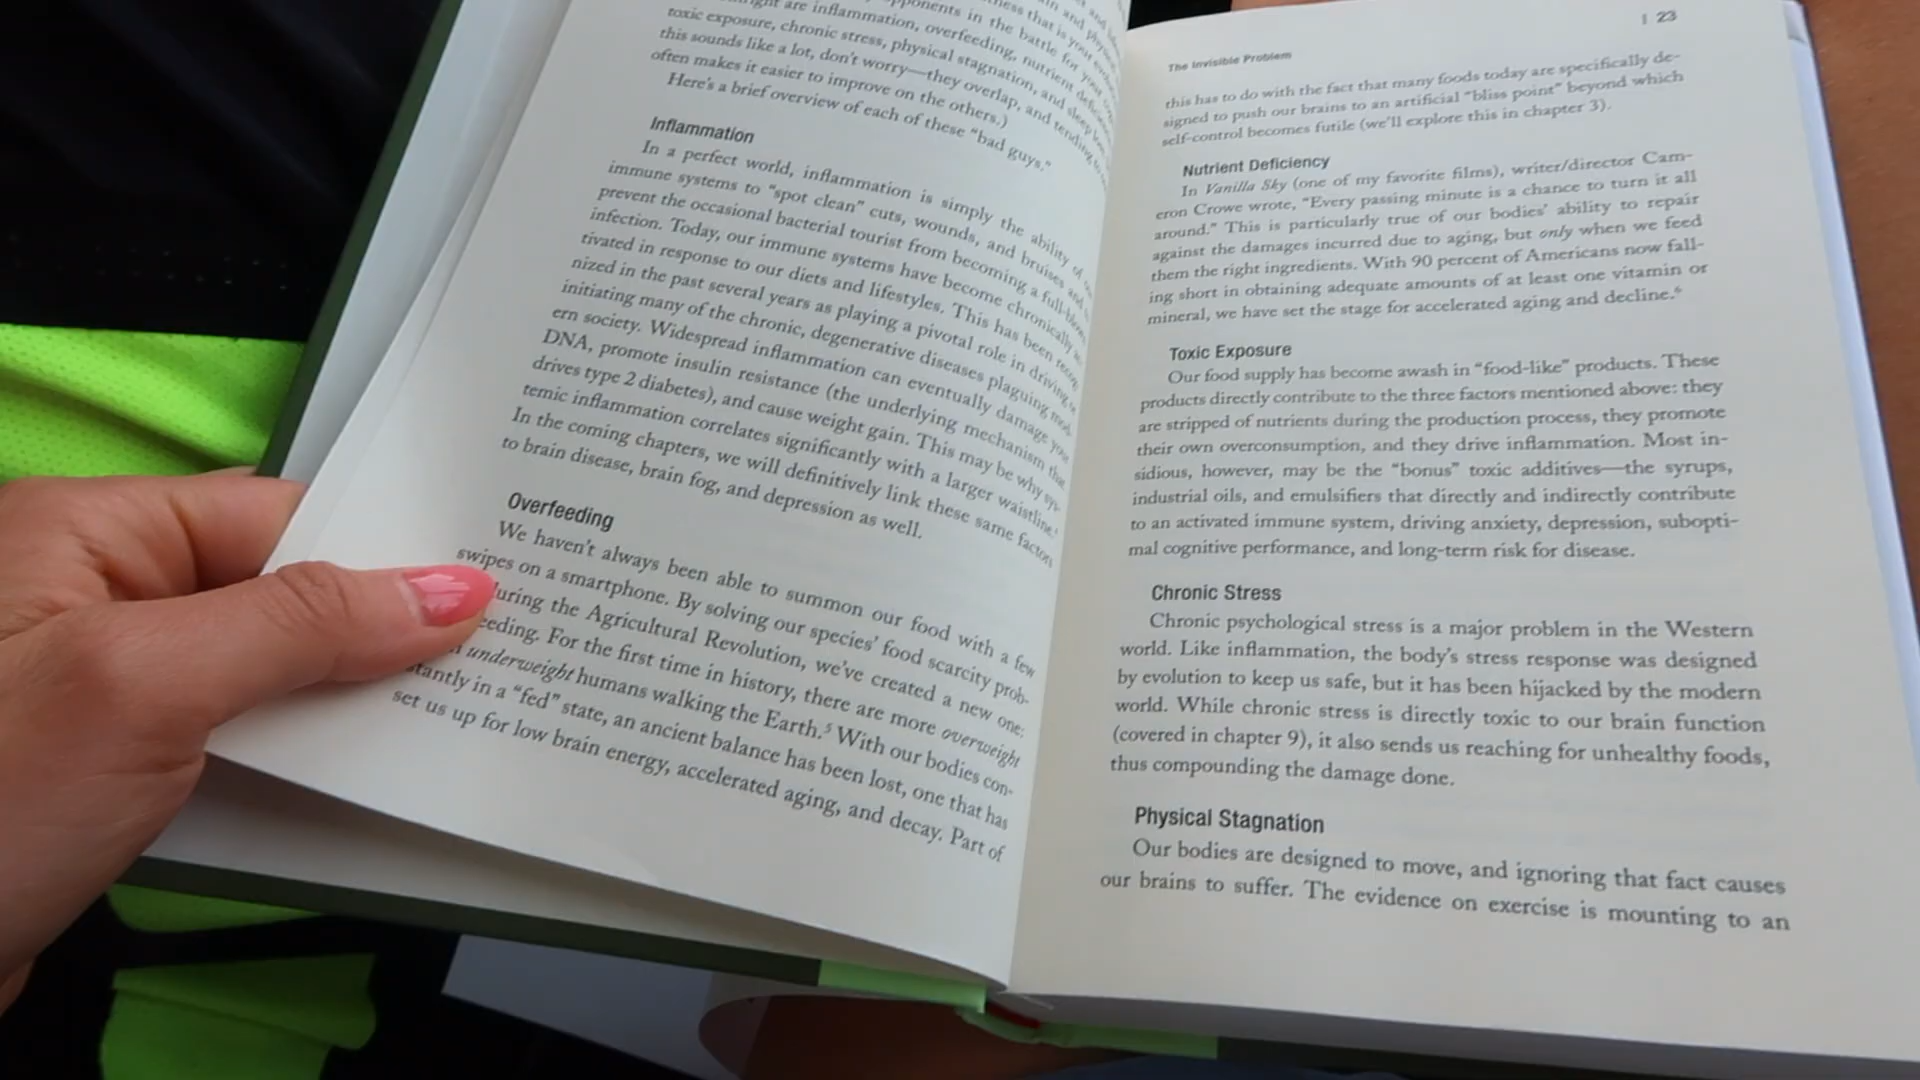 ponents in the battle for your
are inflammation, overfeeding, nutrient
toxic exposure, chronic stress, physical stagnation, and sleep
this sounds like a lot, don't worry—they overlap, and tending to
often makes it easier to improve on the others.)
Here's a brief overview of each of these "bad guys."
Inflammation
In a perfect world, inflammation is simply the ability of
immune systems to "spot clean" cuts, wounds, and bruises and
prevent the occasional bacterial tourist from becoming a full-blown
infection. Today, our immune systems have become chronically
tivated in response to our diets and lifestyles. This has been recog-
nized in the past several years as playing a pivotal role in driving
initiating many of the chronic, degenerative diseases plaguing mod-
ern society. Widespread inflammation can eventually damage your
DNA, promote insulin resistance (the underlying mechanism that
drives type 2 diabetes), and cause weight gain. This may be why sys-
temic inflammation correlates significantly with a larger waistline.
In the coming chapters, we will definitively link these same factors
to brain disease, brain fog, and depression as well.
Overfeeding
We haven't always been able to summon our food with a few
swipes on a smartphone. By solving our species' food scarcity prob-
during the Agricultural Revolution, we've created a new one:
eeding. For the first time in history, there are more overweight
underweight humans walking the Earth.⁵ With our bodies con-
stantly in a "fed" state, an ancient balance has been lost, one that has
set us up for low brain energy, accelerated aging, and decay. Part of
The Invisible Problem | 23
this has to do with the fact that many foods today are specifically de-
signed to push our brains to an artificial "bliss point" beyond which
self-control becomes futile (we'll explore this in chapter 3).
Nutrient Deficiency
In Vanilla Sky (one of my favorite films), writer/director Cam-
eron Crowe wrote, "Every passing minute is a chance to turn it all
around." This is particularly true of our bodies' ability to repair
against the damages incurred due to aging, but only when we feed
them the right ingredients. With 90 percent of Americans now fall-
ing short in obtaining adequate amounts of at least one vitamin or
mineral, we have set the stage for accelerated aging and decline.⁶
Toxic Exposure
Our food supply has become awash in "food-like" products. These
products directly contribute to the three factors mentioned above: they
are stripped of nutrients during the production process, they promote
their own overconsumption, and they drive inflammation. Most in-
sidious, however, may be the "bonus" toxic additives—the syrups,
industrial oils, and emulsifiers that directly and indirectly contribute
to an activated immune system, driving anxiety, depression, subopti-
mal cognitive performance, and long-term risk for disease.
Chronic Stress
Chronic psychological stress is a major problem in the Western
world. Like inflammation, the body's stress response was designed
by evolution to keep us safe, but it has been hijacked by the modern
world. While chronic stress is directly toxic to our brain function
(covered in chapter 9), it also sends us reaching for unhealthy foods,
thus compounding the damage done.
Physical Stagnation
Our bodies are designed to move, and ignoring that fact causes
our brains to suffer. The evidence on exercise is mounting to an